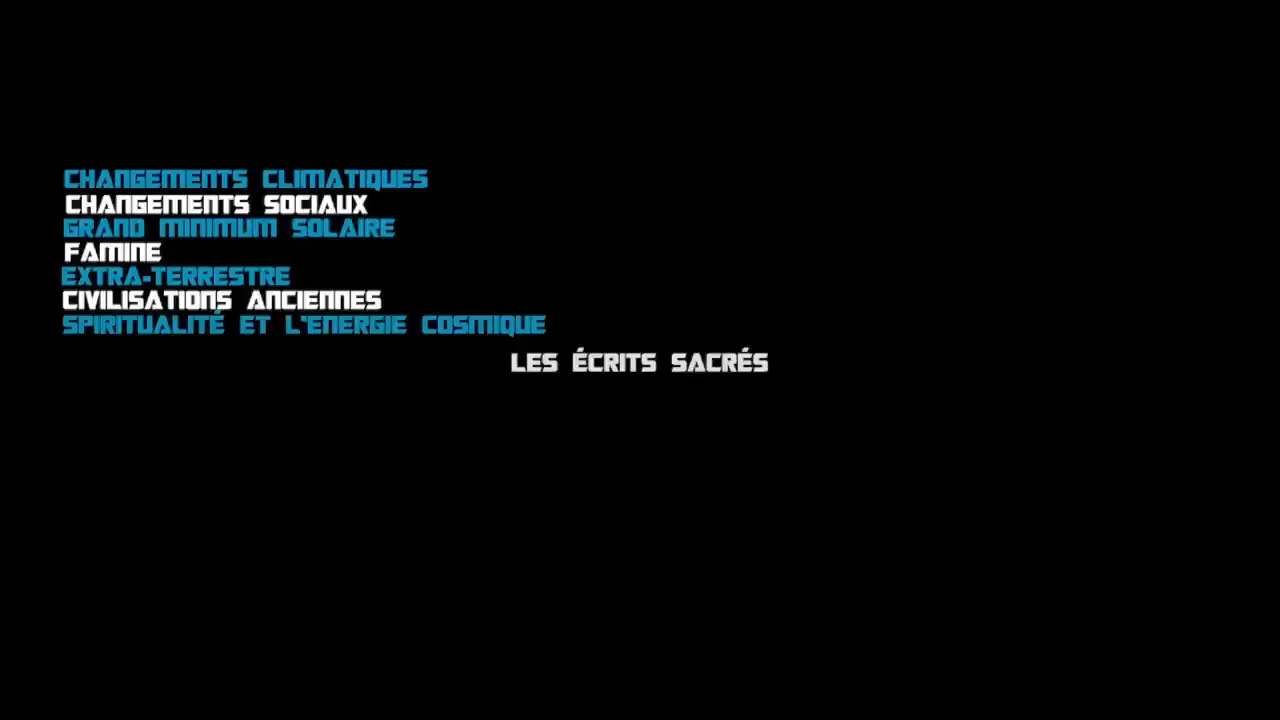 CHANGEMENTS CLIMATIQUES
CHANGEMENTS SOCIAUX
GRAND MINIMUM SOLAIRE
FAMINE
EXTRA-TERRESTRE
CIVILISATIONS ANCIENNES
SPIRITUALITÉ ET L'ENERGIE COSMIQUE
LES ÉCRITS SACRÉS